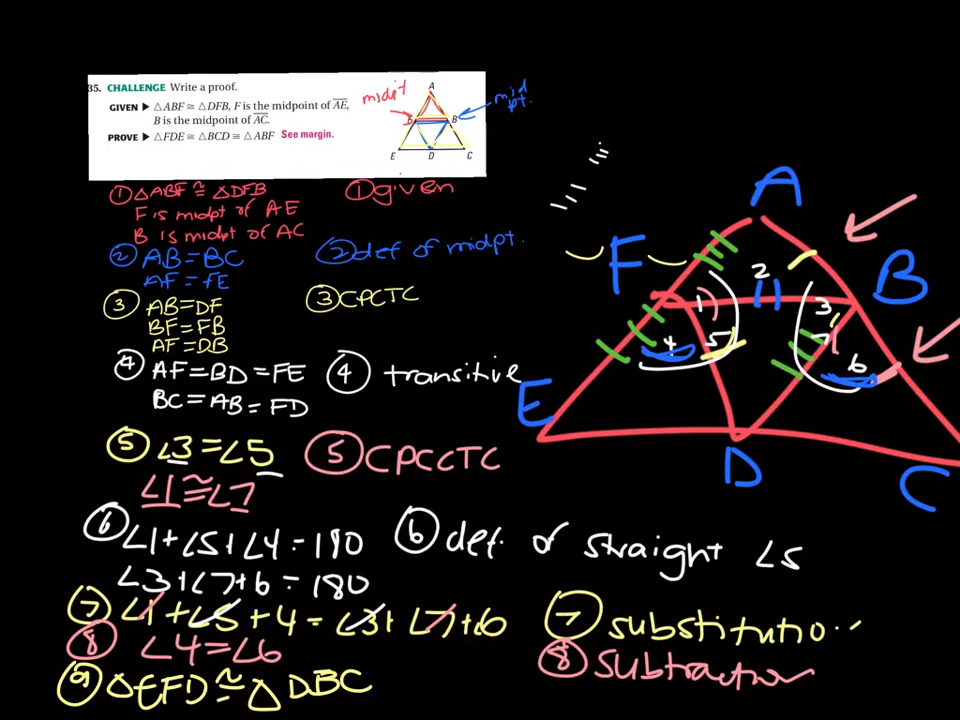 35. CHALLENGE Write a proof.
GIVEN ▶ △ABF ≅ △DFB, F is the midpoint of AE,
B is the midpoint of AC.
PROVE ▶ △FDE ≅ △BCD ≅ △ABF See margin.
midpt
mid
pt.
A
B
E D C
① △ABF ≅ △DFB ① given
F is midpt of AE
B is midpt of AC
② AB = BC ② def of midpt.
AF = FE
③ AB = DF ③ CPCTC
BF = FB
AF = DB
④ AF = BD = FE ④ transitive
BC = AB = FD
⑤ ∠3 = ∠5 ⑤ CPCCTC
∠1 ≅ ∠7
⑥ ∠1 + ∠5 + ∠4 = 180 ⑥ def. of straight ∠s
∠3 + ∠7 + 6 = 180
⑦ ∠1 + ∠5 + 4 = ∠3 + ∠7 + 6 ⑦ substitutio
⑧ ∠4 = ∠6 ⑧ subtraction
⑨ △EFD ≅ △DBC
A
F
B
2
1
3
4
5
7
6
E
D
C